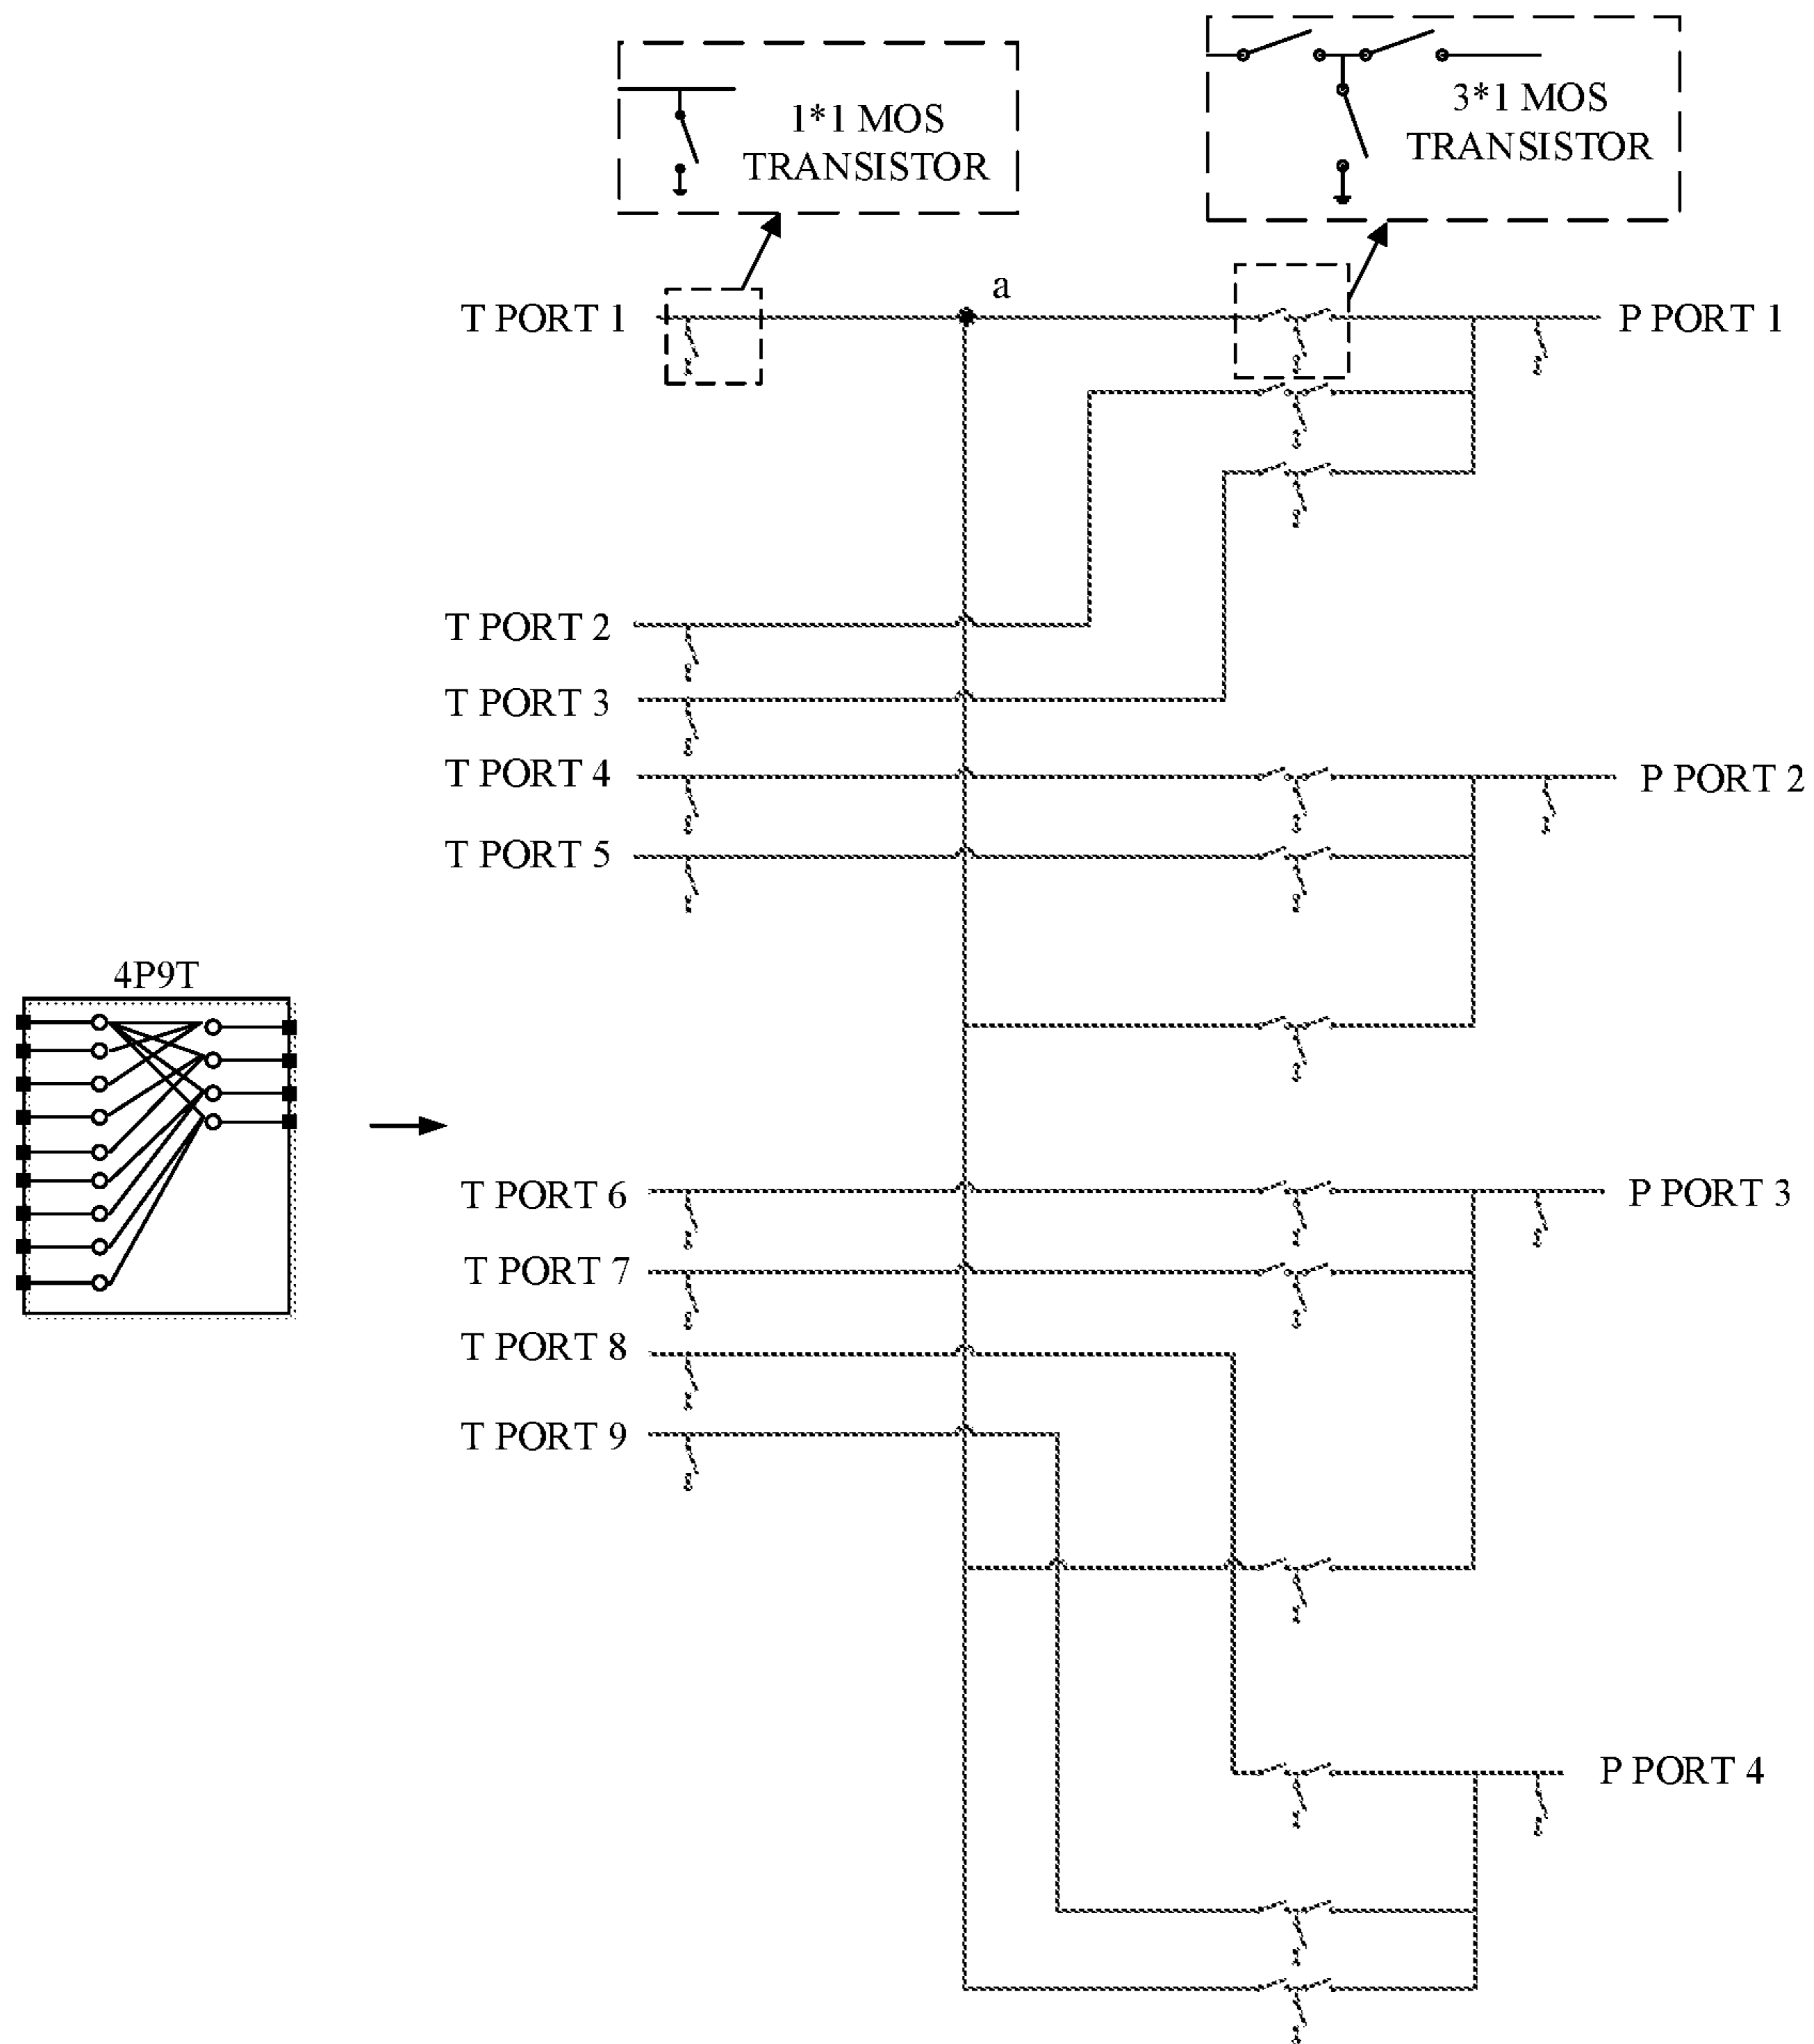 1*1 MOS
TRANSISTOR
3*1 MOS
TRANSISTOR
a
T PORT 1
P PORT 1
T PORT 2
T PORT 3
T PORT 4
P PORT 2
T PORT 5
4P9T
T PORT 6
P PORT 3
T PORT 7
T PORT 8
T PORT 9
P PORT 4